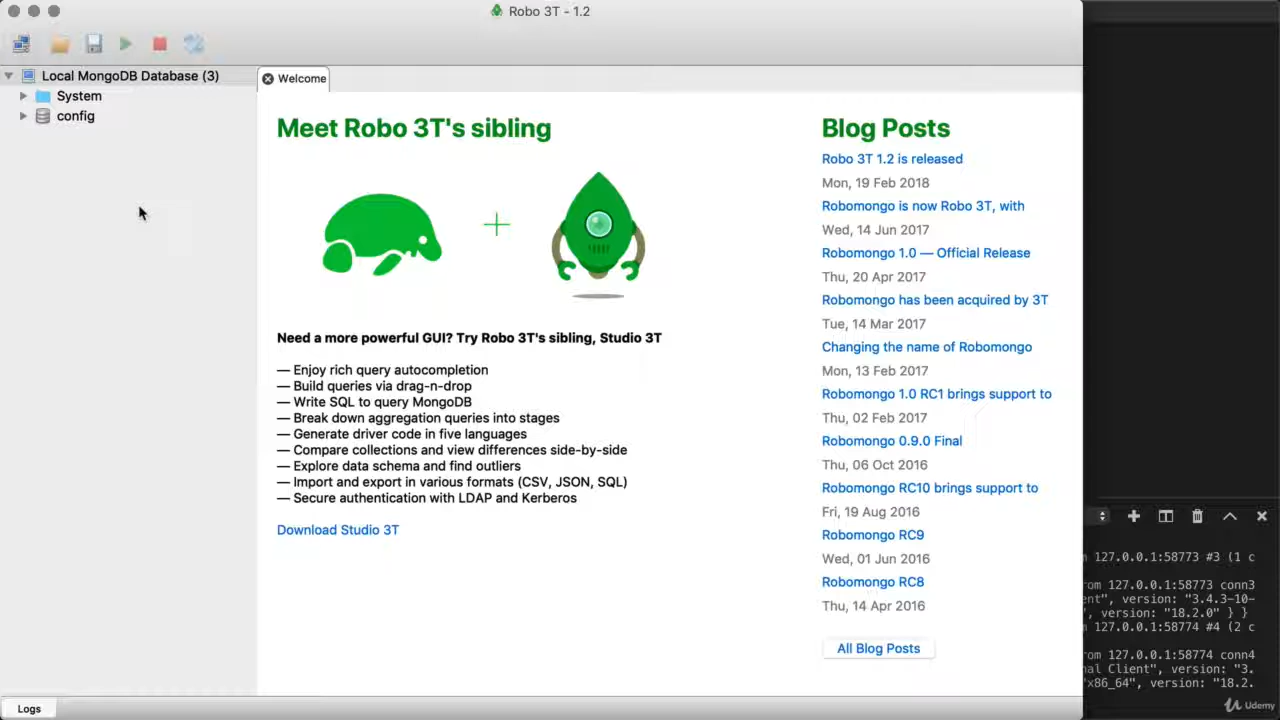 Robo 3T - 1.2
Local MongoDB Database (3)
System
config
Welcome
Meet Robo 3T's sibling
Need a more powerful GUI? Try Robo 3T's sibling, Studio 3T
— Enjoy rich query autocompletion
— Build queries via drag-n-drop
— Write SQL to query MongoDB
— Break down aggregation queries into stages
— Generate driver code in five languages
— Compare collections and view differences side-by-side
— Explore data schema and find outliers
— Import and export in various formats (CSV, JSON, SQL)
— Secure authentication with LDAP and Kerberos
Download Studio 3T
Blog Posts
Robo 3T 1.2 is released
Mon, 19 Feb 2018
Robomongo is now Robo 3T, with
Wed, 14 Jun 2017
Robomongo 1.0 — Official Release
Thu, 20 Apr 2017
Robomongo has been acquired by 3T
Tue, 14 Mar 2017
Changing the name of Robomongo
Mon, 13 Feb 2017
Robomongo 1.0 RC1 brings support to
Thu, 02 Feb 2017
Robomongo 0.9.0 Final
Thu, 06 Oct 2016
Robomongo RC10 brings support to
Fri, 19 Aug 2016
Robomongo RC9
Wed, 01 Jun 2016
Robomongo RC8
Thu, 14 Apr 2016
All Blog Posts
127.0.0.1:58773 #3 (1 c
om 127.0.0.1:58773 conn3
ent", version: "3.4.3-10-
, version: "18.2.0" } }
om 127.0.0.1:58774 #4 (2 c
om 127.0.0.1:58774 conn4
nal Client", version: "3.
x86_64", version: "18.2.
Logs
Udemy